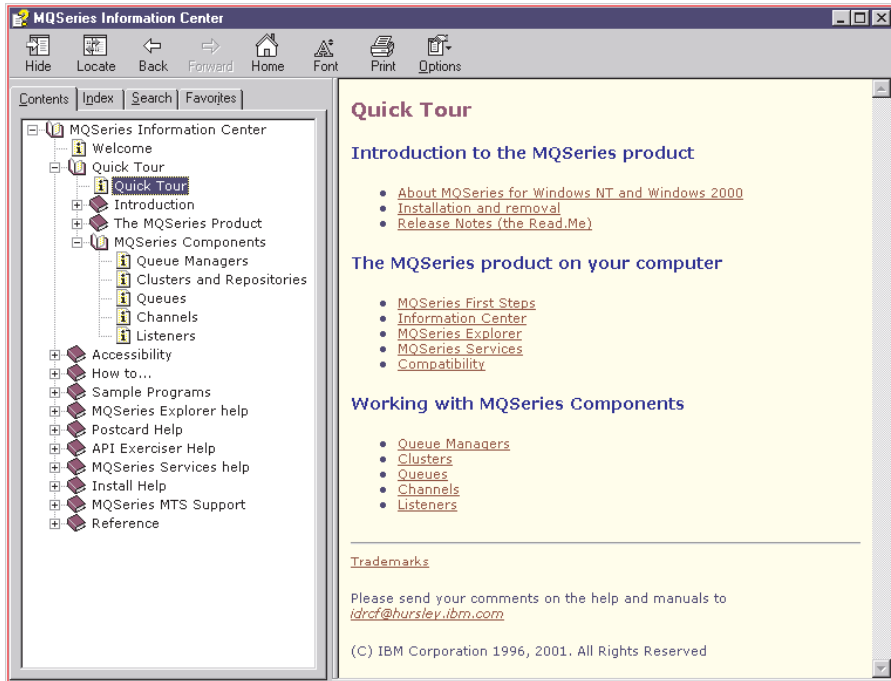 MQSeries Information Center
Hide Locate Back Forward Home Font Print Options
Contents Index Search Favorites
MQSeries Information Center
Welcome
Quick Tour
Quick Tour
Introduction
The MQSeries Product
MQSeries Components
Queue Managers
Clusters and Repositories
Queues
Channels
Listeners
Accessibility
How to...
Sample Programs
MQSeries Explorer help
Postcard Help
API Exerciser Help
MQSeries Services help
Install Help
MQSeries MTS Support
Reference
Quick Tour
Introduction to the MQSeries product
About MQSeries for Windows NT and Windows 2000
Installation and removal
Release Notes (the Read.Me)
The MQSeries product on your computer
MQSeries First Steps
Information Center
MQSeries Explorer
MQSeries Services
Compatibility
Working with MQSeries Components
Queue Managers
Clusters
Queues
Channels
Listeners
Trademarks
Please send your comments on the help and manuals to
idrcf@hursley.ibm.com
(C) IBM Corporation 1996, 2001. All Rights Reserved